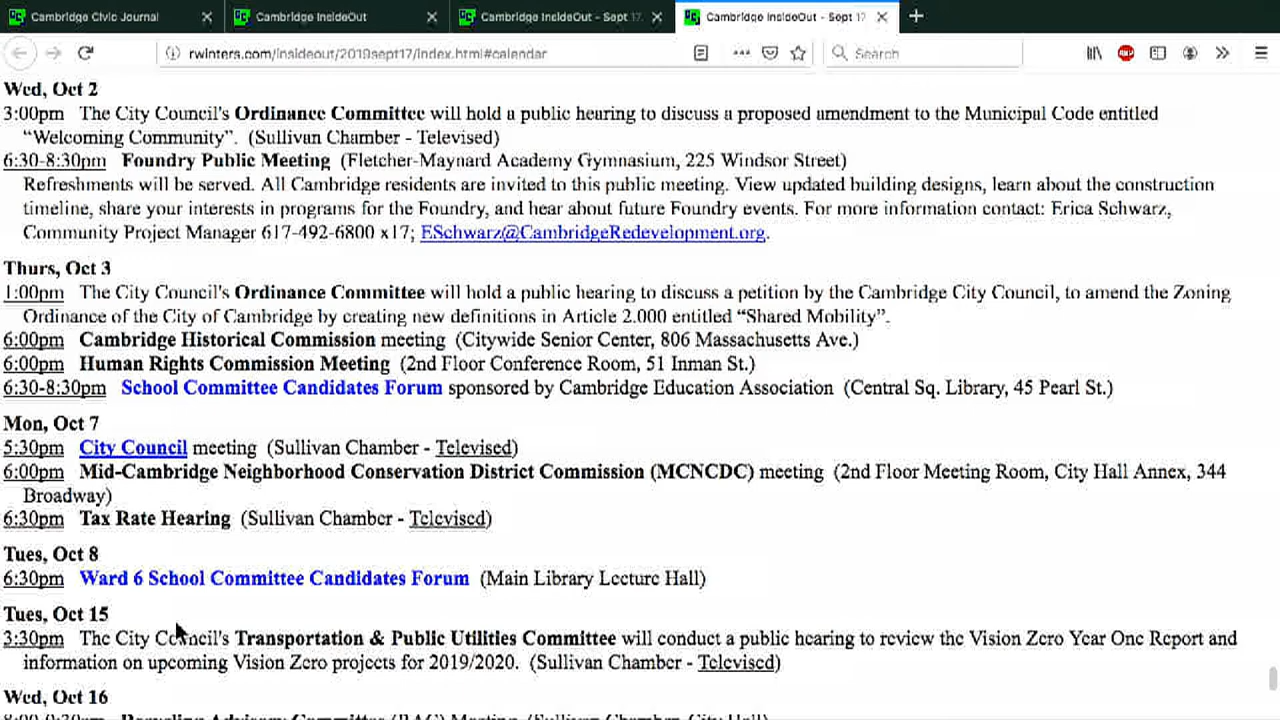 Cambridge Civic Journal
Cambridge InsideOut
Cambridge InsideOut - Sept 17,
Cambridge InsideOut - Sept 17
rwinters.com/insideout/2019sept17/index.html#calendar
Search
Wed, Oct 2
3:00pm The City Council's Ordinance Committee will hold a public hearing to discuss a proposed amendment to the Municipal Code entitled
“Welcoming Community”. (Sullivan Chamber - Televised)
6:30-8:30pm Foundry Public Meeting (Fletcher-Maynard Academy Gymnasium, 225 Windsor Street)
Refreshments will be served. All Cambridge residents are invited to this public meeting. View updated building designs, learn about the construction
timeline, share your interests in programs for the Foundry, and hear about future Foundry events. For more information contact: Erica Schwarz,
Community Project Manager 617-492-6800 x17; ESchwarz@CambridgeRedevelopment.org.
Thurs, Oct 3
1:00pm The City Council's Ordinance Committee will hold a public hearing to discuss a petition by the Cambridge City Council, to amend the Zoning
Ordinance of the City of Cambridge by creating new definitions in Article 2.000 entitled “Shared Mobility”.
6:00pm Cambridge Historical Commission meeting (Citywide Senior Center, 806 Massachusetts Ave.)
6:00pm Human Rights Commission Meeting (2nd Floor Conference Room, 51 Inman St.)
6:30-8:30pm School Committee Candidates Forum sponsored by Cambridge Education Association (Central Sq. Library, 45 Pearl St.)
Mon, Oct 7
5:30pm City Council meeting (Sullivan Chamber - Televised)
6:00pm Mid-Cambridge Neighborhood Conservation District Commission (MCNCDC) meeting (2nd Floor Meeting Room, City Hall Annex, 344
Broadway)
6:30pm Tax Rate Hearing (Sullivan Chamber - Televised)
Tues, Oct 8
6:30pm Ward 6 School Committee Candidates Forum (Main Library Lecture Hall)
Tues, Oct 15
3:30pm The City Council's Transportation & Public Utilities Committee will conduct a public hearing to review the Vision Zero Year One Report and
information on upcoming Vision Zero projects for 2019/2020. (Sullivan Chamber - Televised)
Wed, Oct 16
Recycling Advisory Committee (RAC) Meeting (Sullivan Chamber, City Hall)